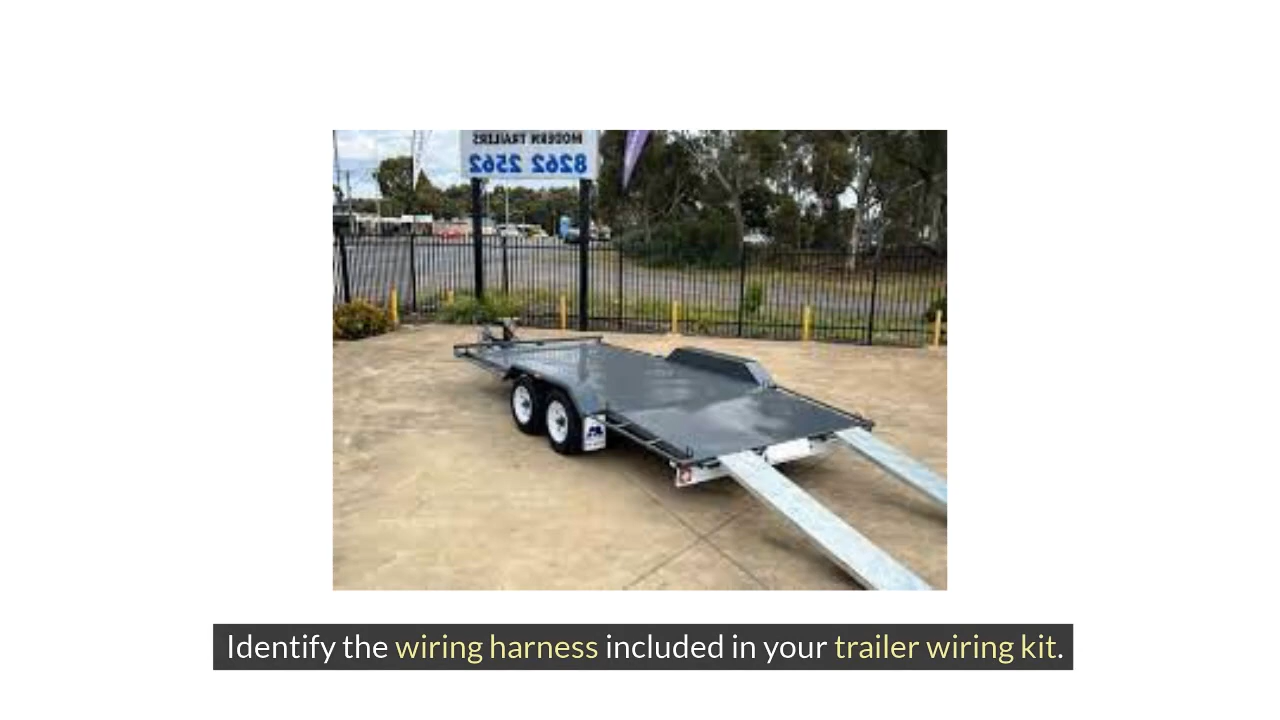 MODERN TRAILERS
8262 2562
Identify the wiring harness included in your trailer wiring kit.